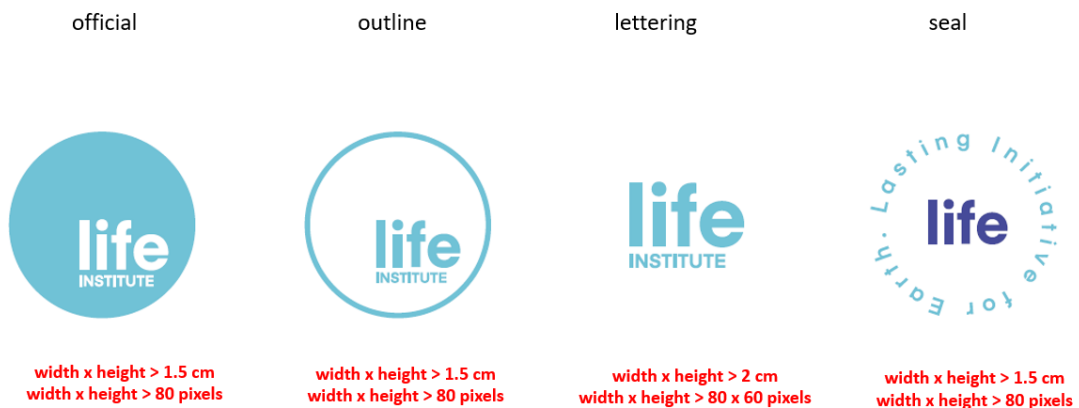 official
outline
lettering
seal
life
INSTITUTE
life
INSTITUTE
life
INSTITUTE
Lasting Initiative for Earth ·
life
width x height > 1.5 cm
width x height > 80 pixels
width x height > 1.5 cm
width x height > 80 pixels
width x height > 2 cm
width x height > 80 x 60 pixels
width x height > 1.5 cm
width x height > 80 pixels